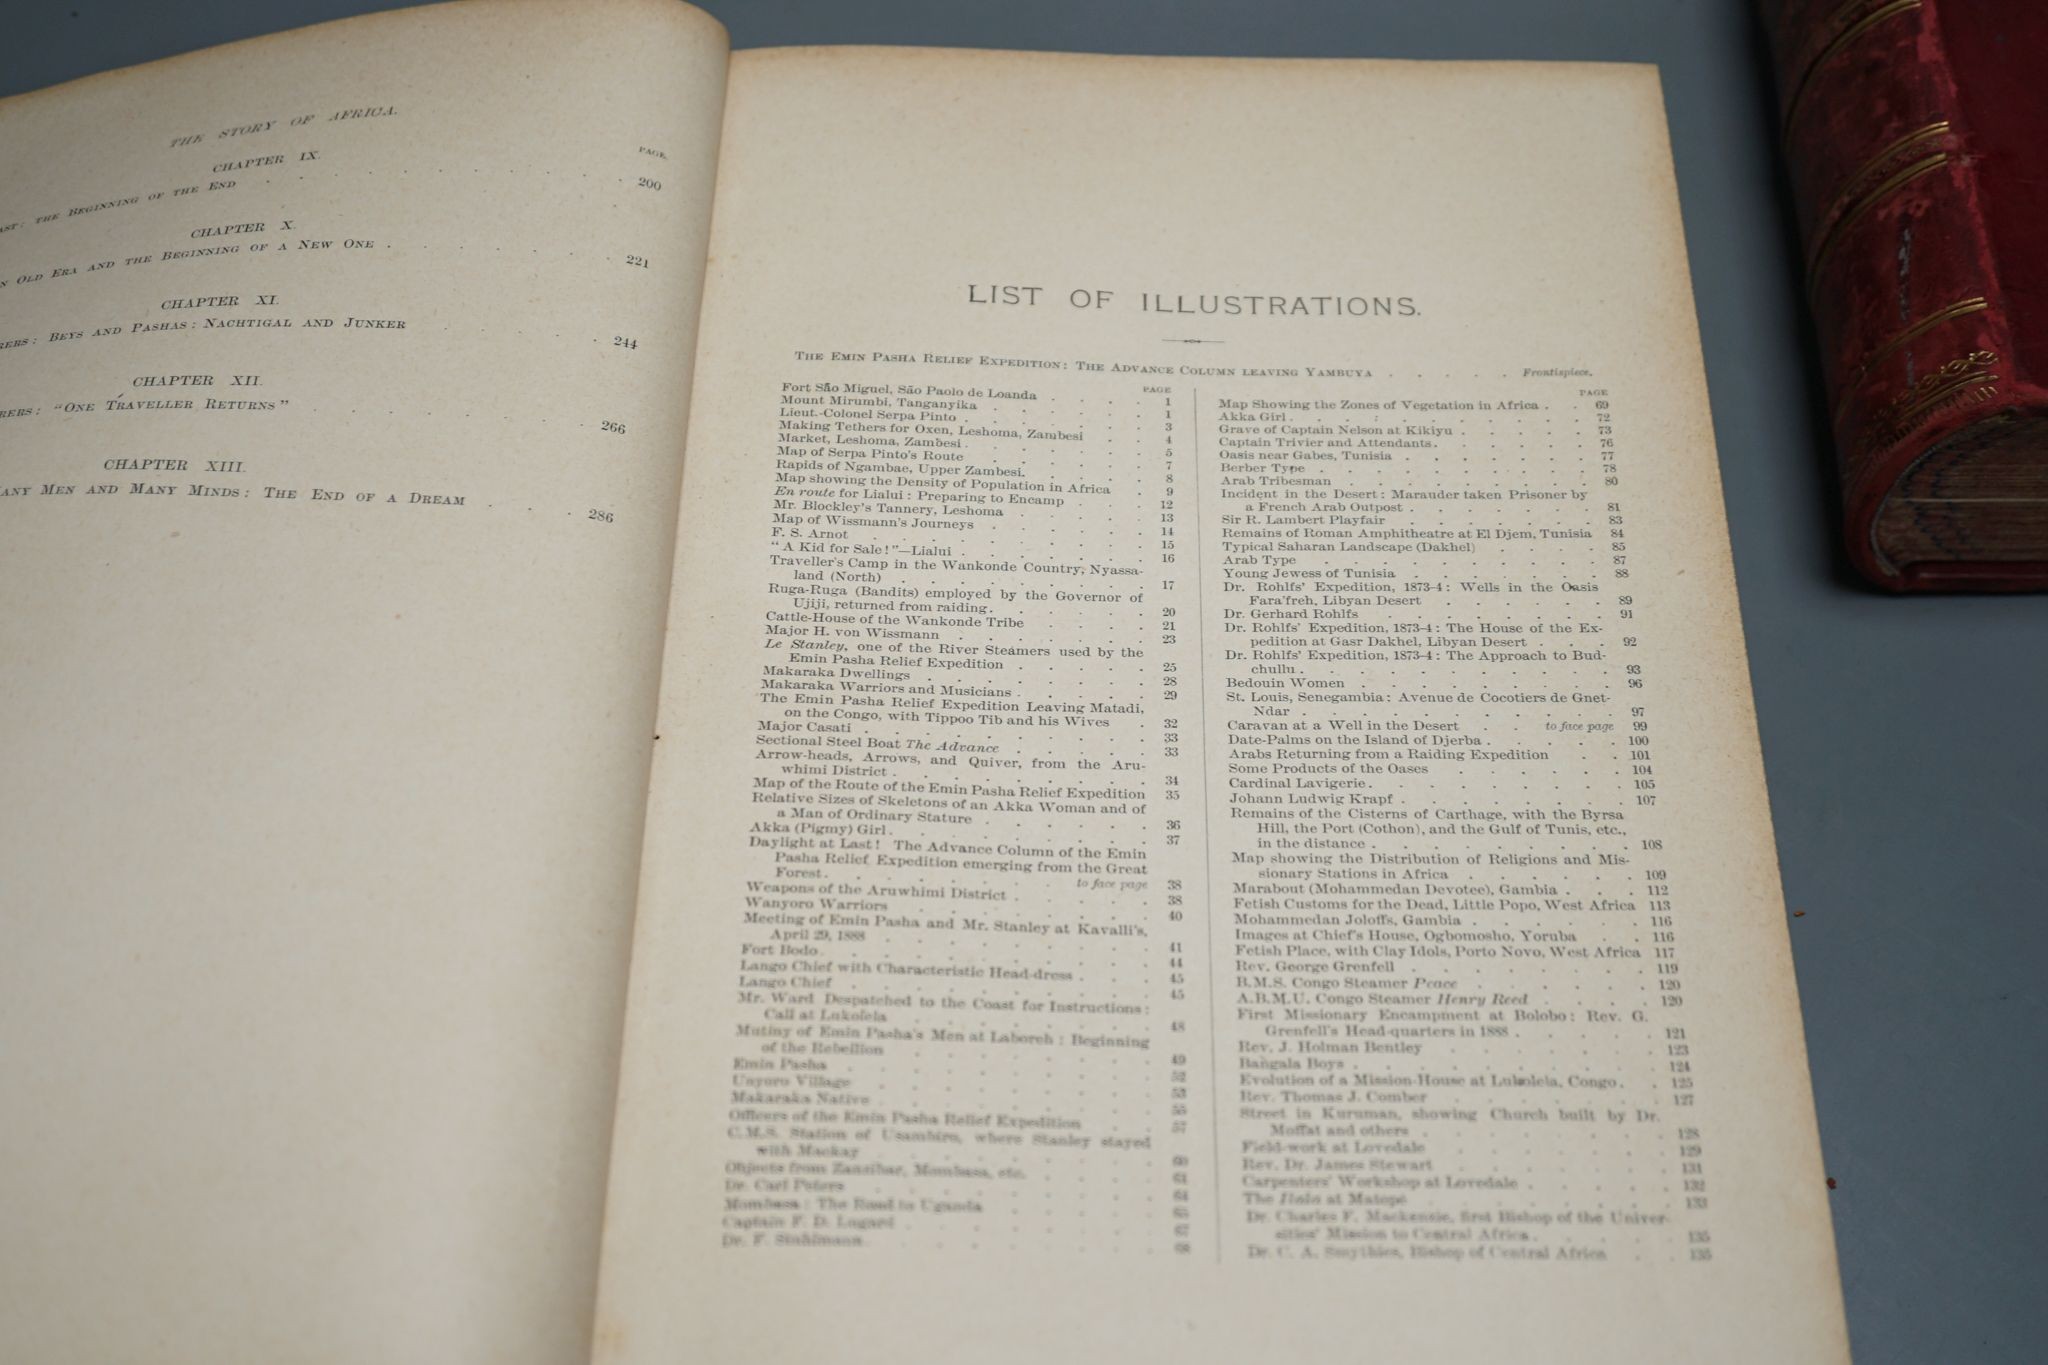 THE STORY OF AFRICA.
CHAPTER IX.
PAGE
AST: THE BEGINNING OF THE END . . . . . . . . . 200
CHAPTER X.
N OLD ERA AND THE BEGINNING OF A NEW ONE . . . . . . 221
CHAPTER XI.
RERS: BEYS AND PASHAS: NACHTIGAL AND JUNKER . . . . . 244
CHAPTER XII.
RERS: "ONE TRAVELLER RETURNS" . . . . . . . 266
CHAPTER XIII.
MANY MEN AND MANY MINDS: THE END OF A DREAM . . . 286
LIST OF ILLUSTRATIONS.
THE EMIN PASHA RELIEF EXPEDITION: THE ADVANCE COLUMN LEAVING YAMBUYA . . . . . Frontispiece.
PAGE
Fort São Miguel, São Paolo de Loanda . . . . 1
Mount Mirumbi, Tanganyika . . . . . 1
Lieut.-Colonel Serpa Pinto . . . . . 3
Making Tethers for Oxen, Leshoma, Zambesi . . 4
Market, Leshoma, Zambesi . . . . . 5
Map of Serpa Pinto's Route . . . . . 7
Rapids of Ngambae, Upper Zambesi. . . . 8
Map showing the Density of Population in Africa . 9
En route for Lialui: Preparing to Encamp . . . 12
Mr. Blockley's Tannery, Leshoma . . . . 13
Map of Wissmann's Journeys . . . . . 14
F. S. Arnot . . . . . . . . 15
"A Kid for Sale!"—Lialui . . . . . . 16
Traveller's Camp in the Wankonde Country, Nyassa-
land (North) . . . . . . . 17
Ruga-Ruga (Bandits) employed by the Governor of
Ujiji, returned from raiding . . . . . 20
Cattle-House of the Wankonde Tribe . . . . 21
Major H. von Wissmann . . . . . . 23
Le Stanley, one of the River Steamers used by the
Emin Pasha Relief Expedition . . . . . 25
Makaraka Dwellings . . . . . . . 28
Makaraka Warriors and Musicians . . . . . 29
The Emin Pasha Relief Expedition Leaving Matadi,
on the Congo, with Tippoo Tib and his Wives . 32
Major Casati . . . . . . . . 33
Sectional Steel Boat The Advance . . . . . 33
Arrow-heads, Arrows, and Quiver, from the Aru-
whimi District . . . . . . . . 34
Map of the Route of the Emin Pasha Relief Expedition 35
Relative Sizes of Skeletons of an Akka Woman and of
a Man of Ordinary Stature . . . . . . 36
Akka (Pigmy) Girl . . . . . . . . 37
Daylight at Last! The Advance Column of the Emin
Pasha Relief Expedition emerging from the Great
Forest . . . . . . . to face page 38
Weapons of the Aruwhimi District . . . . . 38
Wanyoro Warriors . . . . . . . 40
Meeting of Emin Pasha and Mr. Stanley at Kavalli's,
April 29, 1888 . . . . . . . . 41
Fort Bodo . . . . . . . . . 44
Lango Chief with Characteristic Head-dress . . . 45
Lango Chief . . . . . . . . 45
Mr. Ward Despatched to the Coast for Instructions:
Call at Lukolela . . . . . . . 48
Mutiny of Emin Pasha's Men at Laboreh: Beginning
of the Rebellion . . . . . . . 49
Emin Pasha . . . . . . . . . 52
Unyoro Village . . . . . . . . 53
Makaraka Native . . . . . . . . 55
Officers of the Emin Pasha Relief Expedition . . 57
C.M.S. Station of Usambiro, where Stanley stayed
with Mackay . . . . . . . . 60
Objects from Zanzibar, Mombasa, etc. . . . . 61
Dr. Carl Peters . . . . . . . . 64
Mombasa: The Road to Uganda . . . . . 65
Captain F. D. Lugard . . . . . . . 67
Dr. F. Stuhlmann . . . . . . . . 68
PAGE
Map Showing the Zones of Vegetation in Africa . . 69
Akka Girl . . . . . . . . 72
Grave of Captain Nelson at Kikiyu . . . . . 73
Captain Trivier and Attendants . . . . . . 76
Oasis near Gabes, Tunisia . . . . . . . 77
Berber Type . . . . . . . . . 78
Arab Tribesman . . . . . . . . 80
Incident in the Desert: Marauder taken Prisoner by
a French Arab Outpost . . . . . . . 81
Sir R. Lambert Playfair . . . . . . 83
Remains of Roman Amphitheatre at El Djem, Tunisia 84
Typical Saharan Landscape (Dakhel) . . . . 85
Arab Type . . . . . . . . . 87
Young Jewess of Tunisia . . . . . . . 88
Dr. Rohlfs' Expedition, 1873-4: Wells in the Oasis
Fara'freh, Libyan Desert . . . . . . 89
Dr. Gerhard Rohlfs . . . . . . . 91
Dr. Rohlfs' Expedition, 1873-4: The House of the Ex-
pedition at Gasr Dakhel, Libyan Desert . . . 92
Dr. Rohlfs' Expedition, 1873-4: The Approach to Bud-
chullu . . . . . . . . . . 93
Bedouin Women . . . . . . . . 96
St. Louis, Senegambia: Avenue de Cocotiers de Gnet-
Ndar . . . . . . . . . . 97
Caravan at a Well in the Desert . . to face page 99
Date-Palms on the Island of Djerba . . . . . 100
Arabs Returning from a Raiding Expedition . . 101
Some Products of the Oases . . . . . . 104
Cardinal Lavigerie . . . . . . . . 105
Johann Ludwig Krapf . . . . . . . 107
Remains of the Cisterns of Carthage, with the Byrsa
Hill, the Port (Cothon), and the Gulf of Tunis, etc.,
in the distance . . . . . . . . 108
Map showing the Distribution of Religions and Mis-
sionary Stations in Africa . . . . . . 109
Marabout (Mohammedan Devotee), Gambia . . . 112
Fetish Customs for the Dead, Little Popo, West Africa 113
Mohammedan Joloffs, Gambia . . . . . . 116
Images at Chief's House, Ogbomosho, Yoruba . . 116
Fetish Place, with Clay Idols, Porto Novo, West Africa 117
Rev. George Grenfell . . . . . . . 119
B.M.S. Congo Steamer Peace . . . . . . 120
A.B.M.U. Congo Steamer Henry Reed . . . . 120
First Missionary Encampment at Bolobo: Rev. G.
Grenfell's Head-quarters in 1888 . . . . . 121
Rev. J. Holman Bentley . . . . . . 123
Bangala Boys . . . . . . . . . 124
Evolution of a Mission-House at Lukolela, Congo . . 125
Rev. Thomas J. Comber . . . . . . 127
Street in Kuruman, showing Church built by Dr.
Moffat and others . . . . . . . . 128
Field-work at Lovedale . . . . . . . 129
Rev. Dr. James Stewart . . . . . . . 131
Carpenters' Workshop at Lovedale . . . . . 132
The Ilala at Matope . . . . . . . 133
Dr. Charles F. Mackenzie, first Bishop of the Univer-
sities' Mission to Central Africa . . . . . 135
Dr. C. A. Smythies, Bishop of Central Africa . . 135